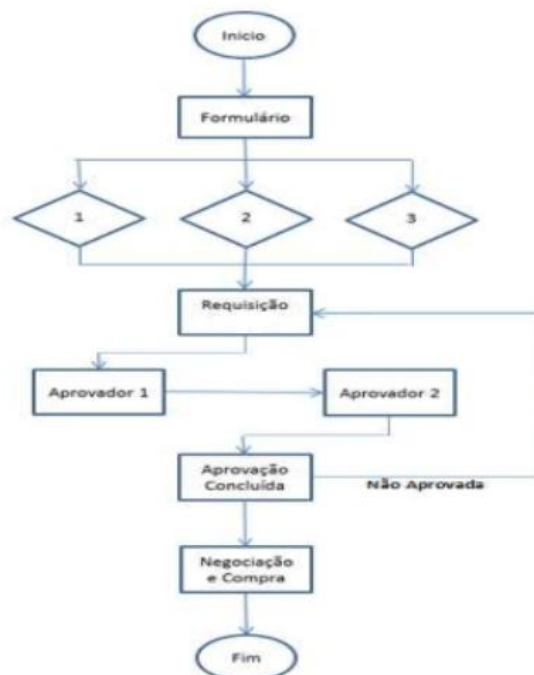 Inicio
Formulário
1
2
3
Requisição
Aprovador 1
Aprovador 2
Aprovação
Concluída
Não Aprovada
Negociação
e Compra
Fim